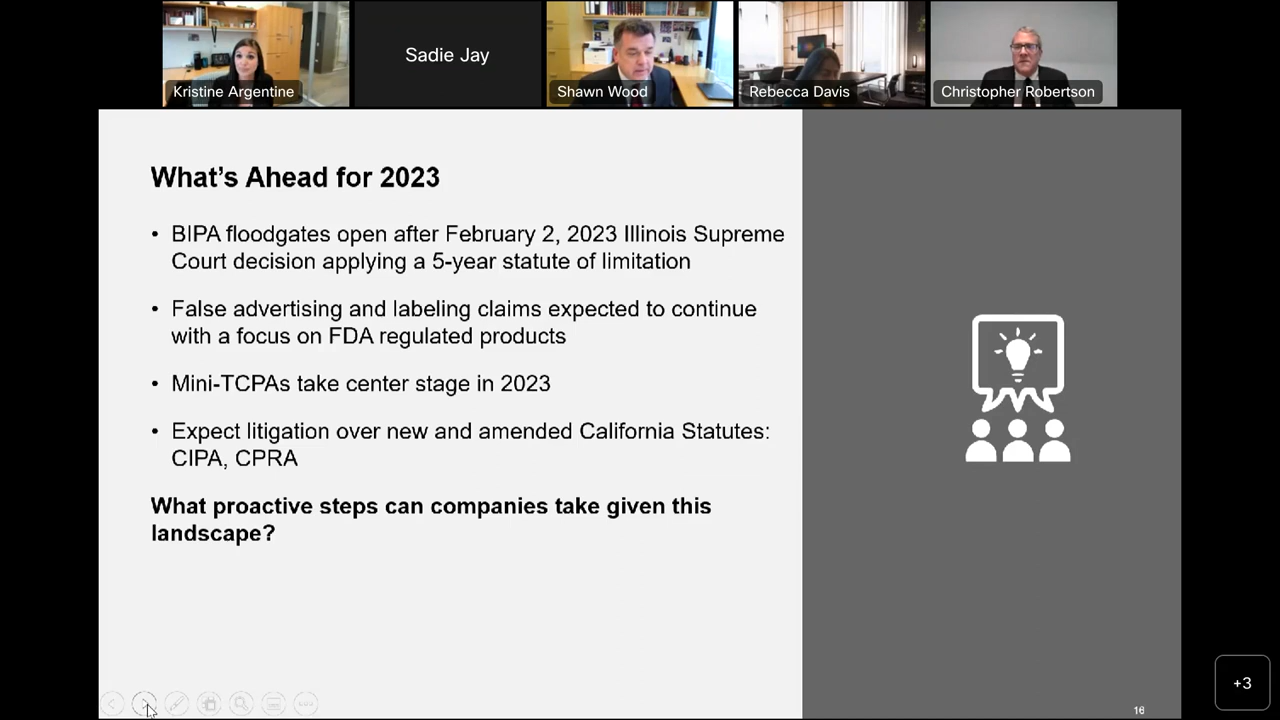 Kristine Argentine
Sadie Jay
Shawn Wood
Rebecca Davis
Christopher Robertson
What’s Ahead for 2023
• BIPA floodgates open after February 2, 2023 Illinois Supreme
Court decision applying a 5-year statute of limitation
• False advertising and labeling claims expected to continue
with a focus on FDA regulated products
• Mini-TCPAs take center stage in 2023
• Expect litigation over new and amended California Statutes:
CIPA, CPRA
What proactive steps can companies take given this
landscape?
+3
16